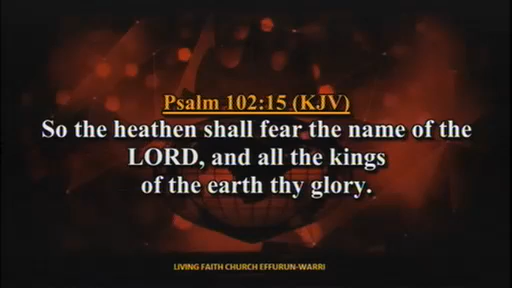 Psalm 102:15 (KJV)
So the heathen shall fear the name of the
LORD, and all the kings
of the earth thy glory.
LIVING FAITH CHURCH EFFURUN-WARRI